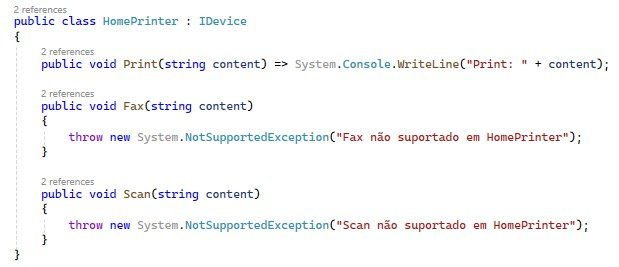 2 references
public class HomePrinter : IDevice
{
2 references
public void Print(string content) => System.Console.WriteLine("Print: " + content);
2 references
public void Fax(string content)
{
throw new System.NotSupportedException("Fax não suportado em HomePrinter");
}
2 references
public void Scan(string content)
{
throw new System.NotSupportedException("Scan não suportado em HomePrinter");
}
}